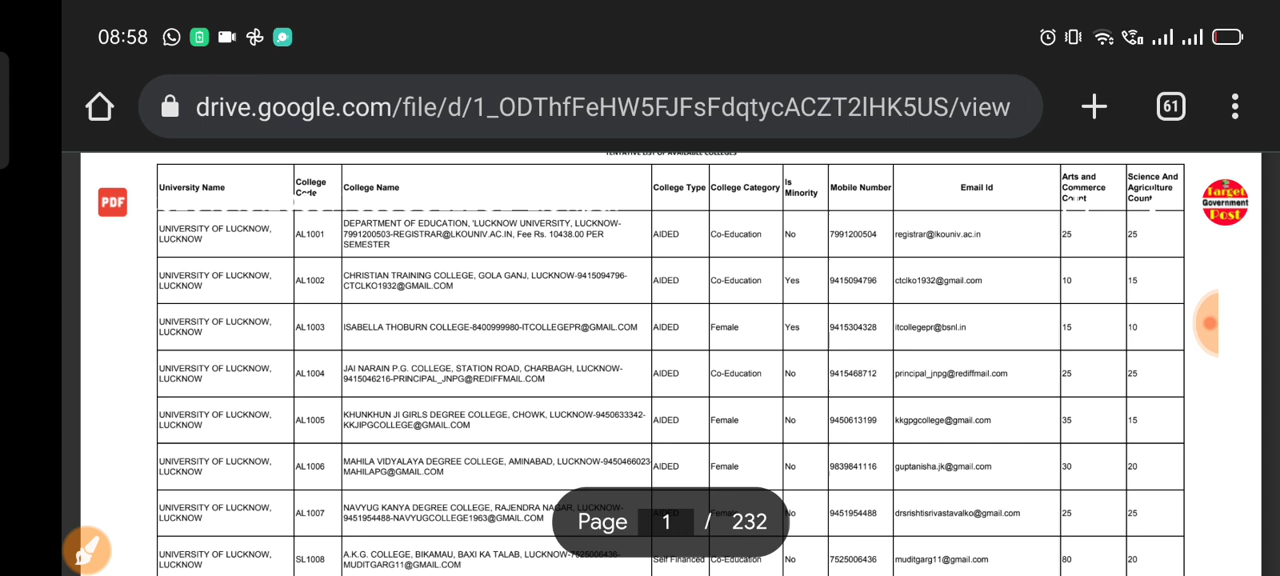 08:58
drive.google.com/file/d/1_ODThfFeHW5FJFsFdqtycACZT2lHK5US/view
61
TENTATIVE LIST OF AVAILABLE COLLEGES
PDF
Target
Government
Post
University Name College Code College Name College Type College Category Is Minority Mobile Number Email Id Arts and Commerce Count Science And Agriculture Count
UNIVERSITY OF LUCKNOW, LUCKNOW AL1001 DEPARTMENT OF EDUCATION, 'LUCKNOW UNIVERSITY, LUCKNOW-7991200503-REGISTRAR@LKOUNIV.AC.IN, Fee Rs. 10438.00 PER SEMESTER AIDED Co-Education No 7991200504 registrar@lkouniv.ac.in 25 25
UNIVERSITY OF LUCKNOW, LUCKNOW AL1002 CHRISTIAN TRAINING COLLEGE, GOLA GANJ, LUCKNOW-9415094796-CTCLKO1932@GMAIL.COM AIDED Co-Education Yes 9415094796 ctclko1932@gmail.com 10 15
UNIVERSITY OF LUCKNOW, LUCKNOW AL1003 ISABELLA THOBURN COLLEGE-8400999980-ITCOLLEGEPR@GMAIL.COM AIDED Female Yes 9415304328 itcollegepr@bsnl.in 15 10
UNIVERSITY OF LUCKNOW, LUCKNOW AL1004 JAI NARAIN P.G. COLLEGE, STATION ROAD, CHARBAGH, LUCKNOW-9415046216-PRINCIPAL_JNPG@REDIFFMAIL.COM AIDED Co-Education No 9415468712 principal_jnpg@rediffmail.com 25 25
UNIVERSITY OF LUCKNOW, LUCKNOW AL1005 KHUNKHUN JI GIRLS DEGREE COLLEGE, CHOWK, LUCKNOW-9450633342-KKJIPGCOLLEGE@GMAIL.COM AIDED Female No 9450613199 kkgpgcollege@gmail.com 35 15
UNIVERSITY OF LUCKNOW, LUCKNOW AL1006 MAHILA VIDYALAYA DEGREE COLLEGE, AMINABAD, LUCKNOW-9450466023-MAHILAPG@GMAIL.COM AIDED Female No 9839841116 guptanisha.jk@gmail.com 30 20
UNIVERSITY OF LUCKNOW, LUCKNOW AL1007 NAVYUG KANYA DEGREE COLLEGE, RAJENDRA NAGAR, LUCKNOW-9451954488-NAVYUGCOLLEGE1963@GMAIL.COM AIDED Female No 9451954488 drsrishtisrivastavalko@gmail.com 25 25
UNIVERSITY OF LUCKNOW, LUCKNOW SL1008 A.K.G. COLLEGE, BIKAMAU, BAXI KA TALAB, LUCKNOW-7525006436-MUDITGARG11@GMAIL.COM Self Financed Co-Education No 7525006436 muditgarg11@gmail.com 80 20
Page 1 / 232